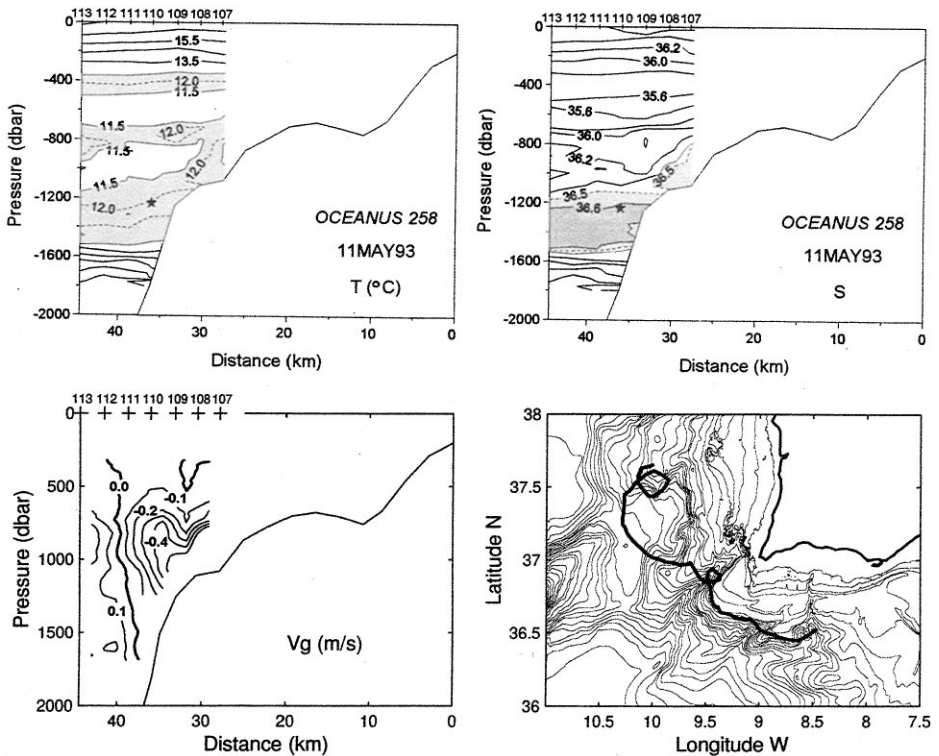 113 112 111 110 109 108 107
0
-400
-800
-1200
-1600
-2000
Pressure (dbar)
15.5
13.5
12.0
11.5
11.5
12.0
11.5
12.0
11.5
12.0
OCEANUS 258
11MAY93
T (°C)
40 30 20 10 0
Distance (km)
113 112 111 110 109 108 107
0
-400
-800
-1200
-1600
-2000
Pressure (dbar)
36.2
36.0
35.6
35.6
36.0
36.2
36.5
36.5
36.6
OCEANUS 258
11MAY93
S
40 30 20 10 0
Distance (km)
113 112 111 110 109 108 107
0
500
1000
1500
2000
Pressure (dbar)
0.0
-0.1
-0.2
-0.4
0.1
Vg (m/s)
40 30 20 10 0
Distance (km)
38
37.5
37
36.5
36
Latitude N
10.5 10 9.5 9 8.5 8 7.5
Longitude W